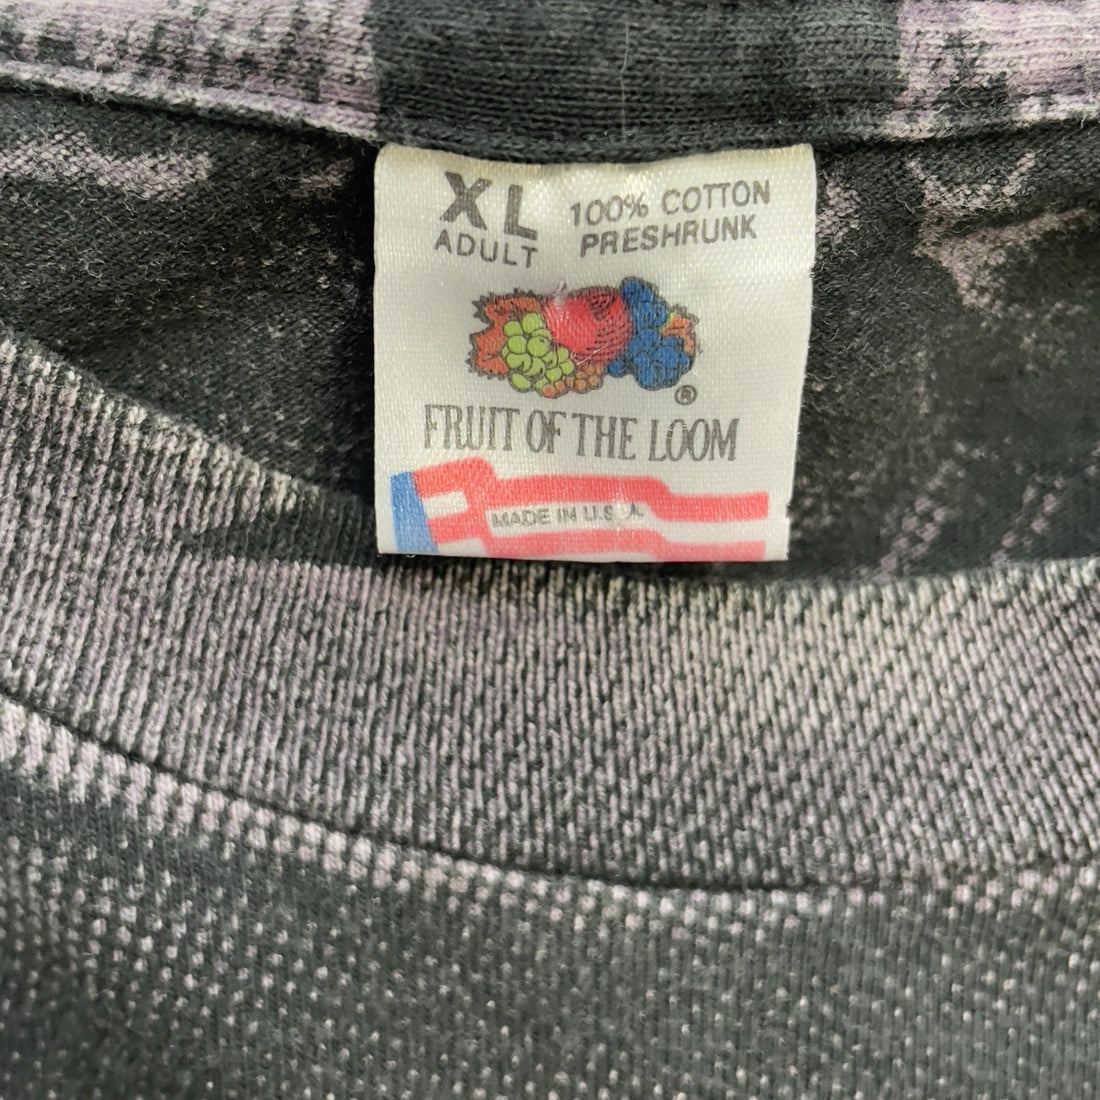 XL
ADULT
100% COTTON
PRESHRUNK
®
FRUIT OF THE LOOM
MADE IN U.S.A.